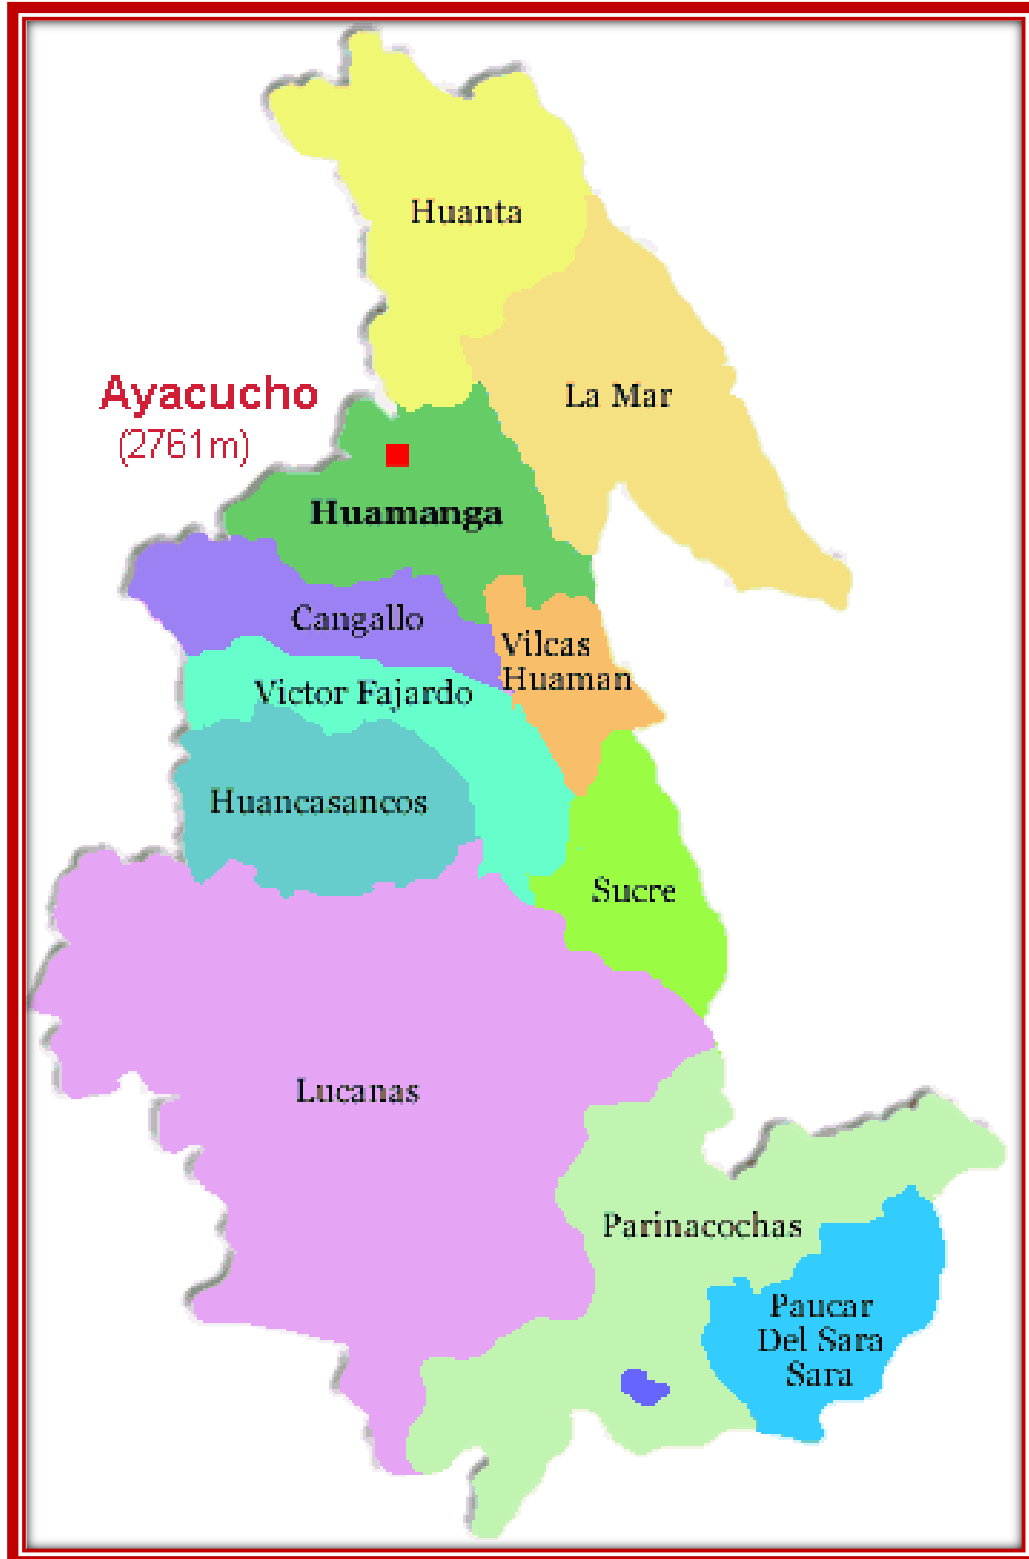 Huanta
La Mar
Ayacucho
(2761m)
Huamanga
Cangallo
Vilcas
Huaman
Victor Fajardo
Huancasancos
Sucre
Lucanas
Parinacochas
Paucar
Del Sara
Sara